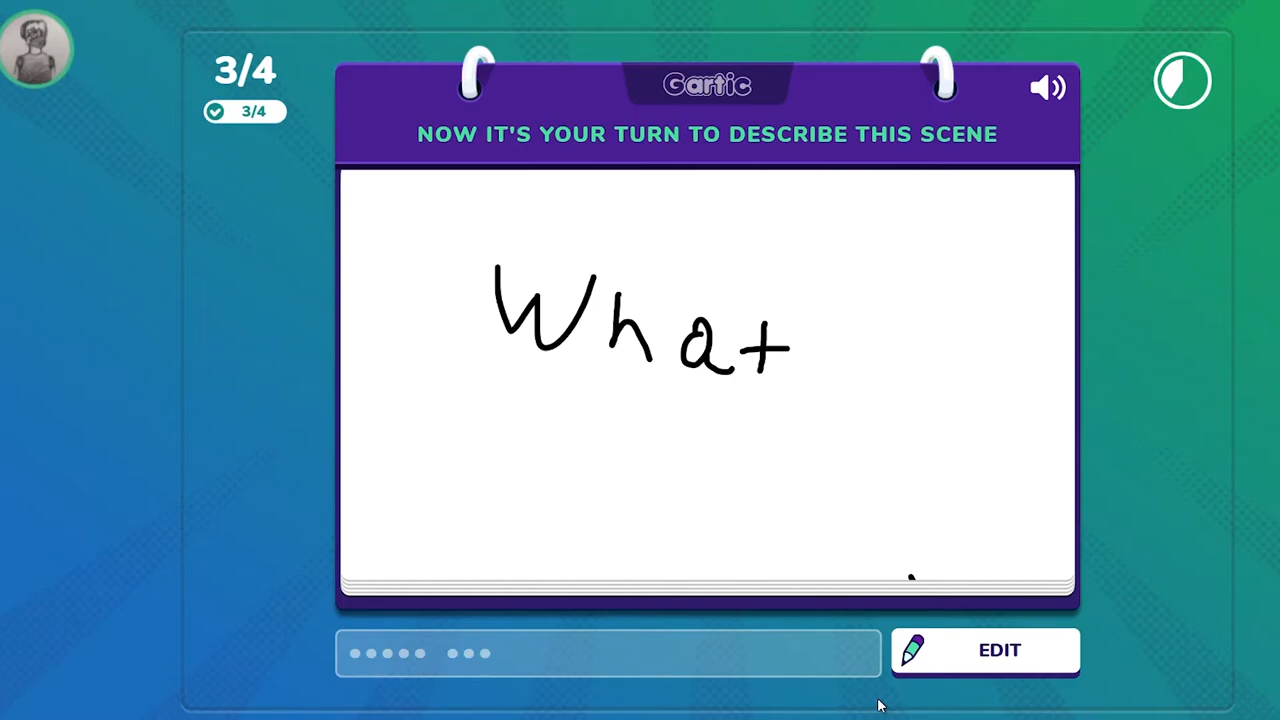 3/4
3/4
Gartic
NOW IT'S YOUR TURN TO DESCRIBE THIS SCENE
What
EDIT